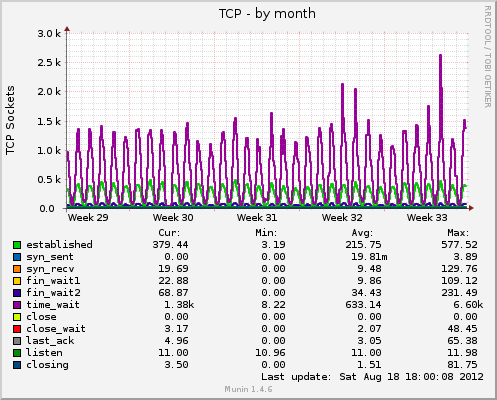 TCP - by month
RRDTOOL / TOBI OETIKER
TCP Sockets
3.0 k
2.5 k
2.0 k
1.5 k
1.0 k
0.5 k
0.0
Week 29 Week 30 Week 31 Week 32 Week 33
Cur: Min: Avg: Max:
established 379.44 3.19 215.75 577.52
syn_sent 0.00 0.00 19.81m 3.89
syn_recv 19.69 0.00 9.48 129.76
fin_wait1 22.88 0.00 9.86 109.12
fin_wait2 68.87 0.00 34.43 231.49
time_wait 1.38k 8.22 633.14 6.60k
close 0.00 0.00 0.00 0.00
close_wait 3.17 0.00 2.07 48.45
last_ack 4.96 0.00 3.05 65.38
listen 11.00 10.96 11.00 11.98
closing 3.50 0.00 1.51 81.75
Last update: Sat Aug 18 18:00:08 2012
Munin 1.4.6